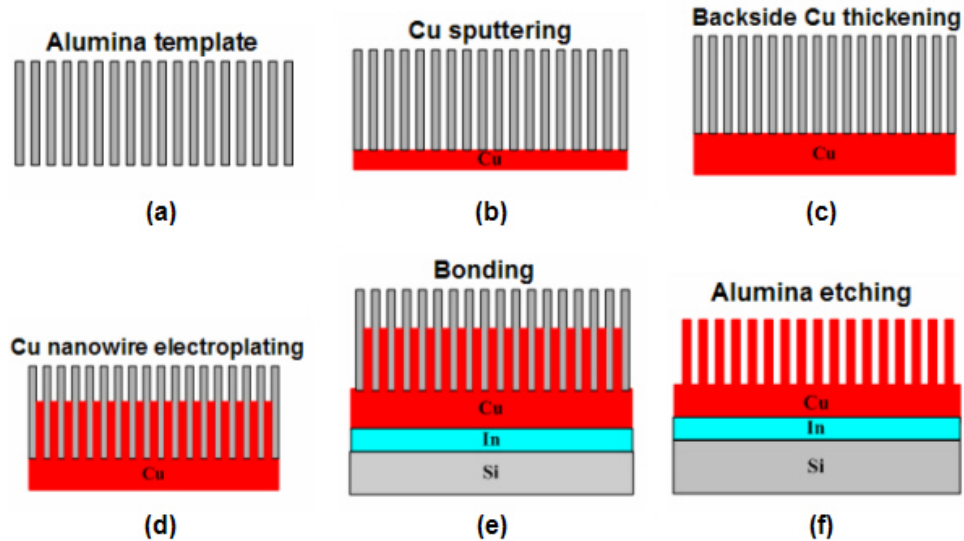 Alumina template
(a)
Cu sputtering
Cu
(b)
Backside Cu thickening
Cu
(c)
Cu nanowire electroplating
Cu
(d)
Bonding
Cu
In
Si
(e)
Alumina etching
Cu
In
Si
(f)